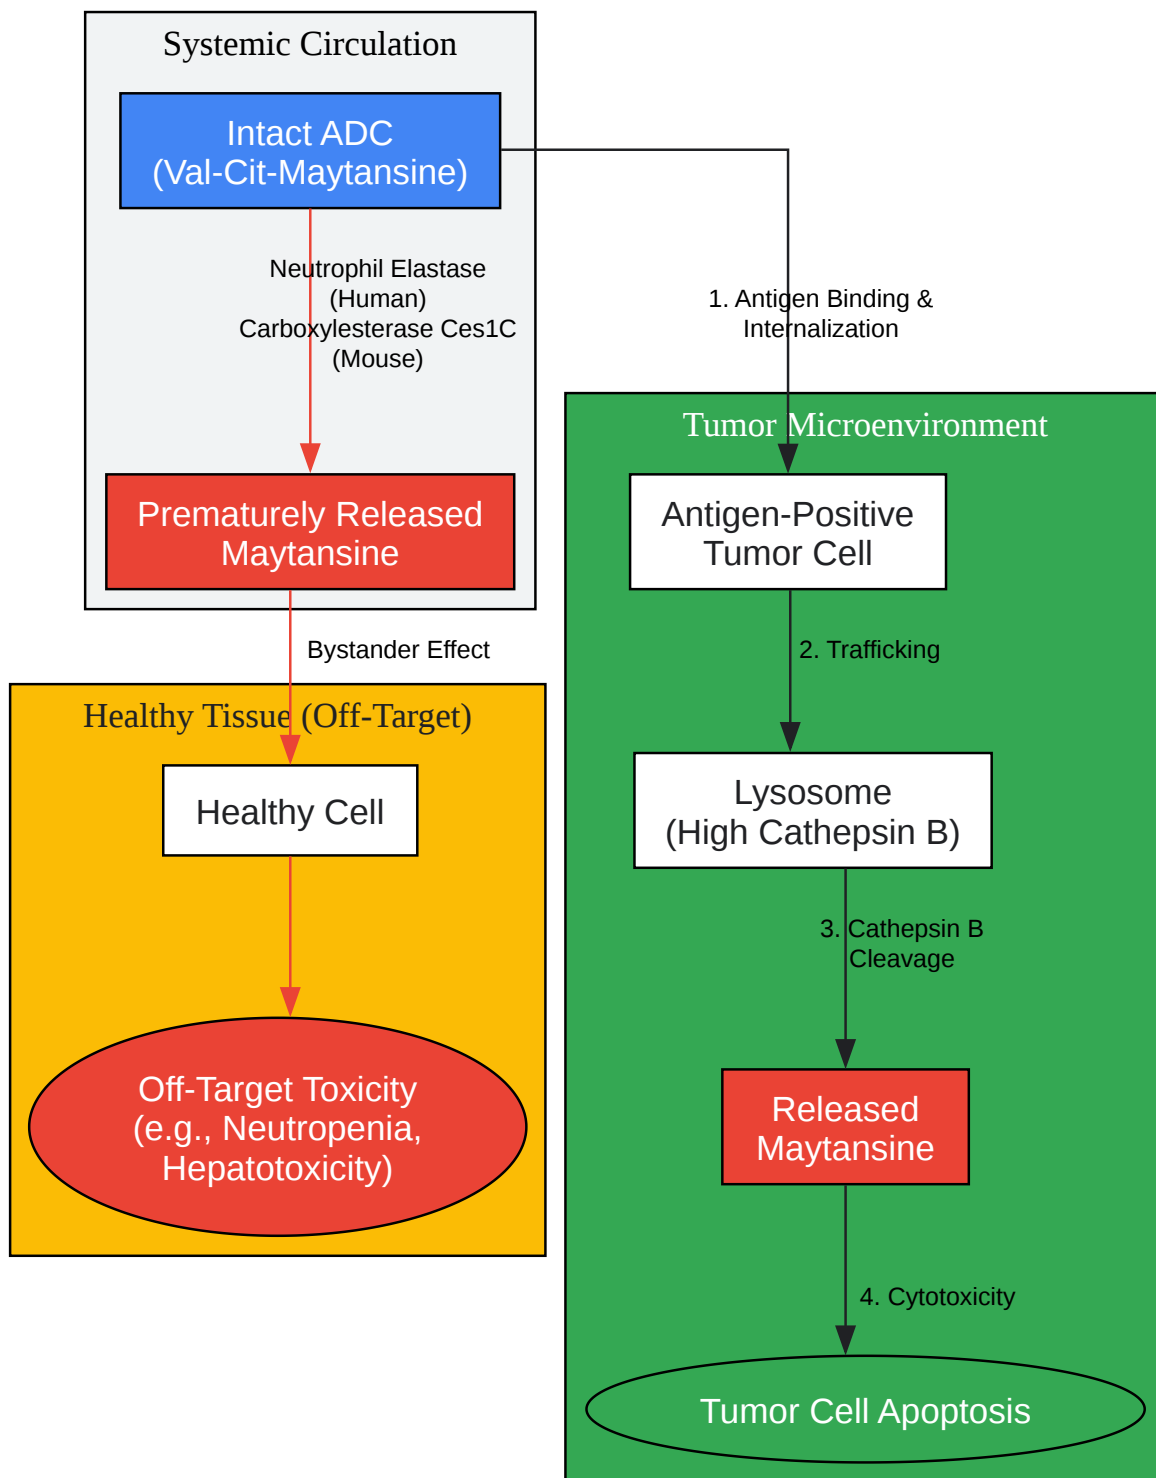 Systemic Circulation
Intact ADC
(Val-Cit-Maytansine)
Neutrophil Elastase
(Human)
Carboxylesterase Ces1C
(Mouse)
1. Antigen Binding &
Internalization
Prematurely Released
Maytansine
Bystander Effect
Healthy Tissue (Off-Target)
Healthy Cell
Off-Target Toxicity
(e.g., Neutropenia,
Hepatotoxicity)
Tumor Microenvironment
Antigen-Positive
Tumor Cell
2. Trafficking
Lysosome
(High Cathepsin B)
3. Cathepsin B
Cleavage
Released
Maytansine
4. Cytotoxicity
Tumor Cell Apoptosis